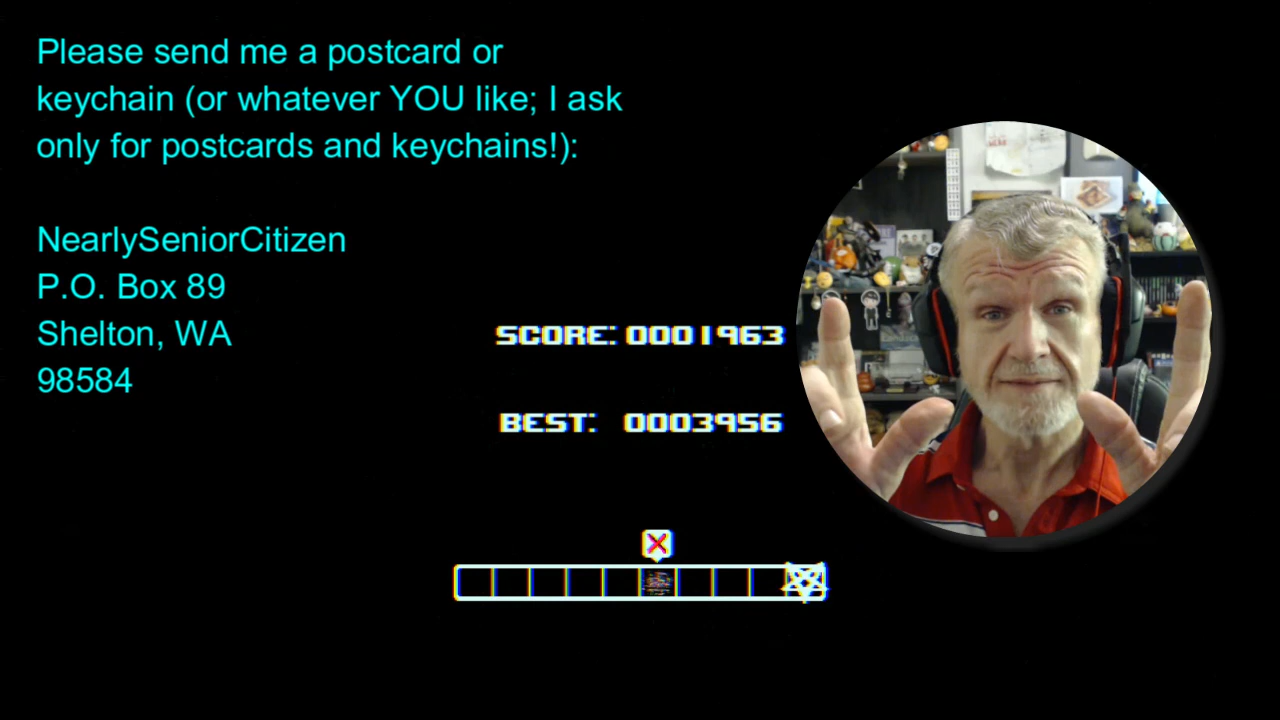 Please send me a postcard or
keychain (or whatever YOU like; I ask
only for postcards and keychains!):
NearlySeniorCitizen
P.O. Box 89
Shelton, WA
98584
SCORE: 0001963
BEST: 0003956